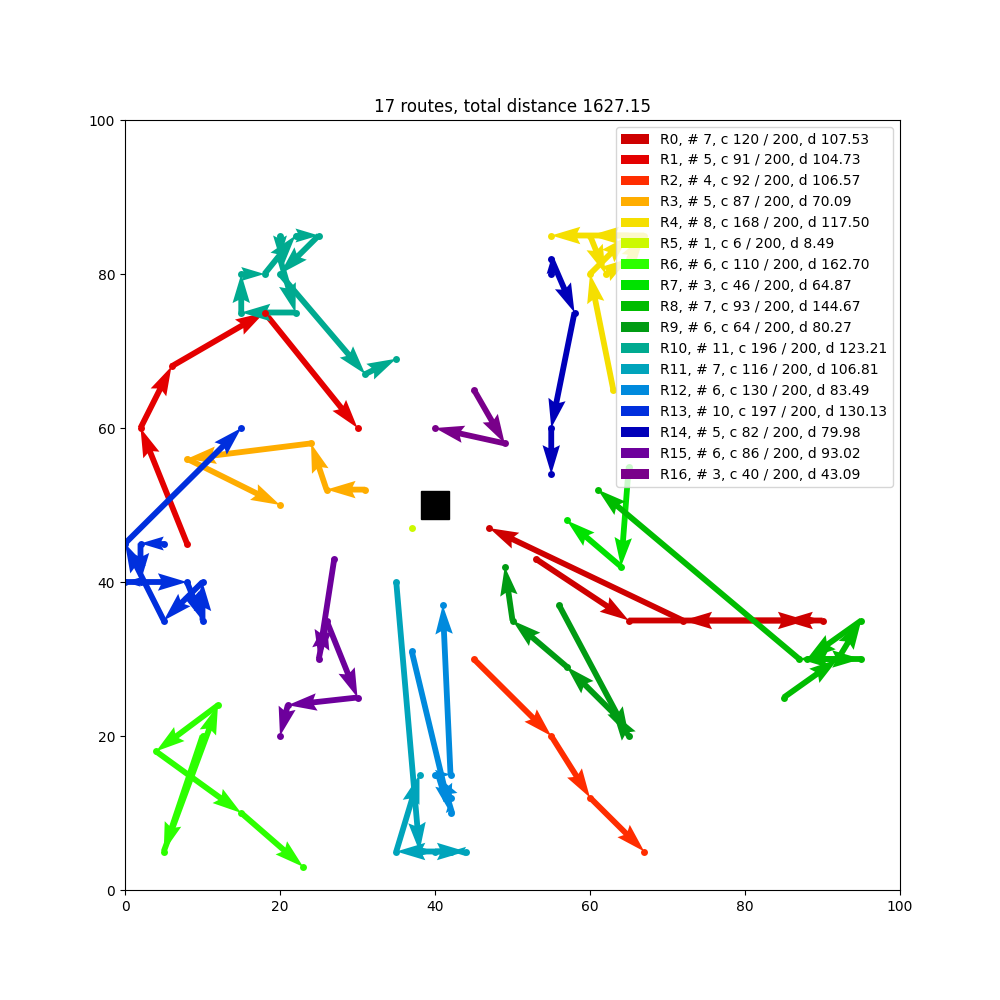 17 routes, total distance 1627.15
100
80
60
40
20
0
0 20 40 60 80 100
R0, # 7, c 120 / 200, d 107.53
R1, # 5, c 91 / 200, d 104.73
R2, # 4, c 92 / 200, d 106.57
R3, # 5, c 87 / 200, d 70.09
R4, # 8, c 168 / 200, d 117.50
R5, # 1, c 6 / 200, d 8.49
R6, # 6, c 110 / 200, d 162.70
R7, # 3, c 46 / 200, d 64.87
R8, # 7, c 93 / 200, d 144.67
R9, # 6, c 64 / 200, d 80.27
R10, # 11, c 196 / 200, d 123.21
R11, # 7, c 116 / 200, d 106.81
R12, # 6, c 130 / 200, d 83.49
R13, # 10, c 197 / 200, d 130.13
R14, # 5, c 82 / 200, d 79.98
R15, # 6, c 86 / 200, d 93.02
R16, # 3, c 40 / 200, d 43.09